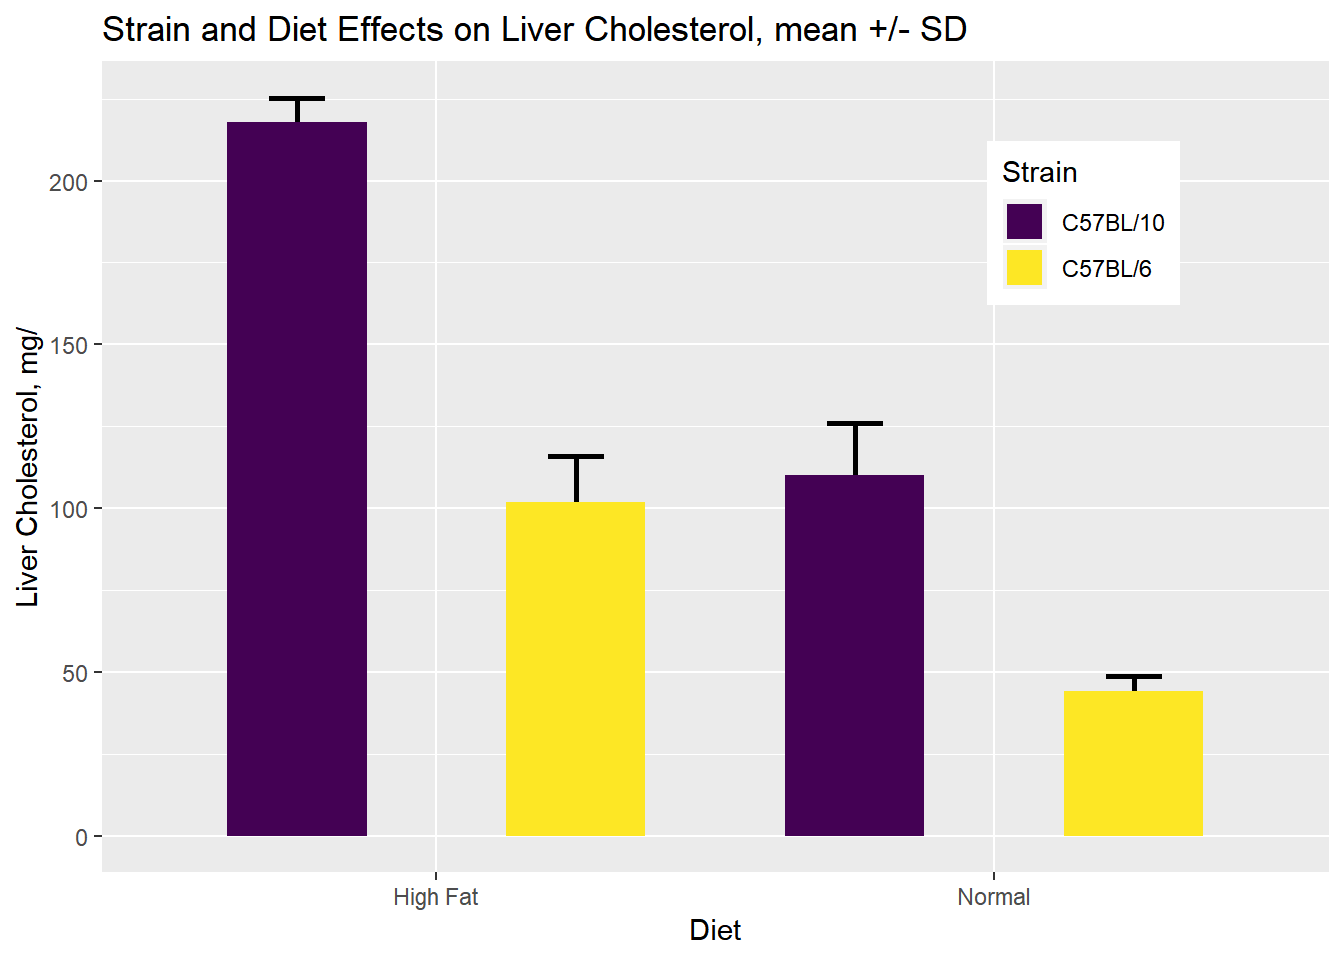 Strain and Diet Effects on Liver Cholesterol, mean +/- SD
Liver Cholesterol, mg/
200
150
100
50
0
Strain
C57BL/10
C57BL/6
High Fat
Normal
Diet